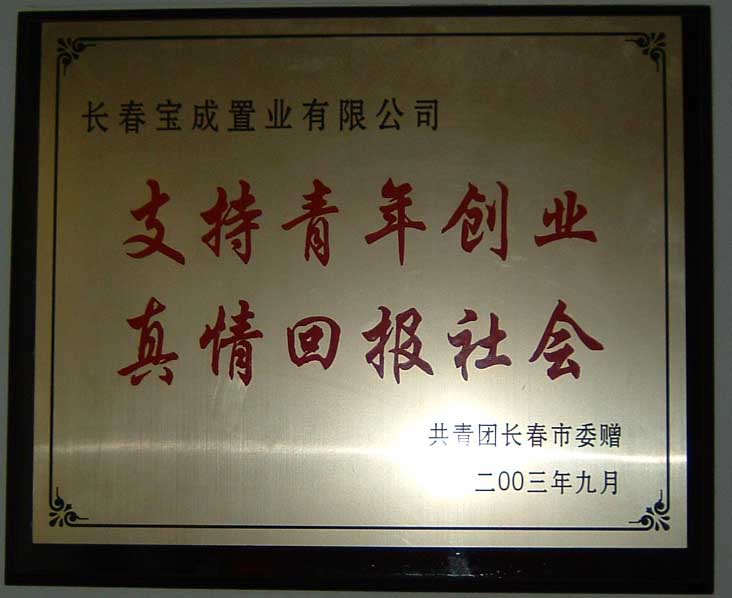 长春宝成置业有限公司
支持青年创业
真情回报社会
共青团长春市委赠
二00三年九月